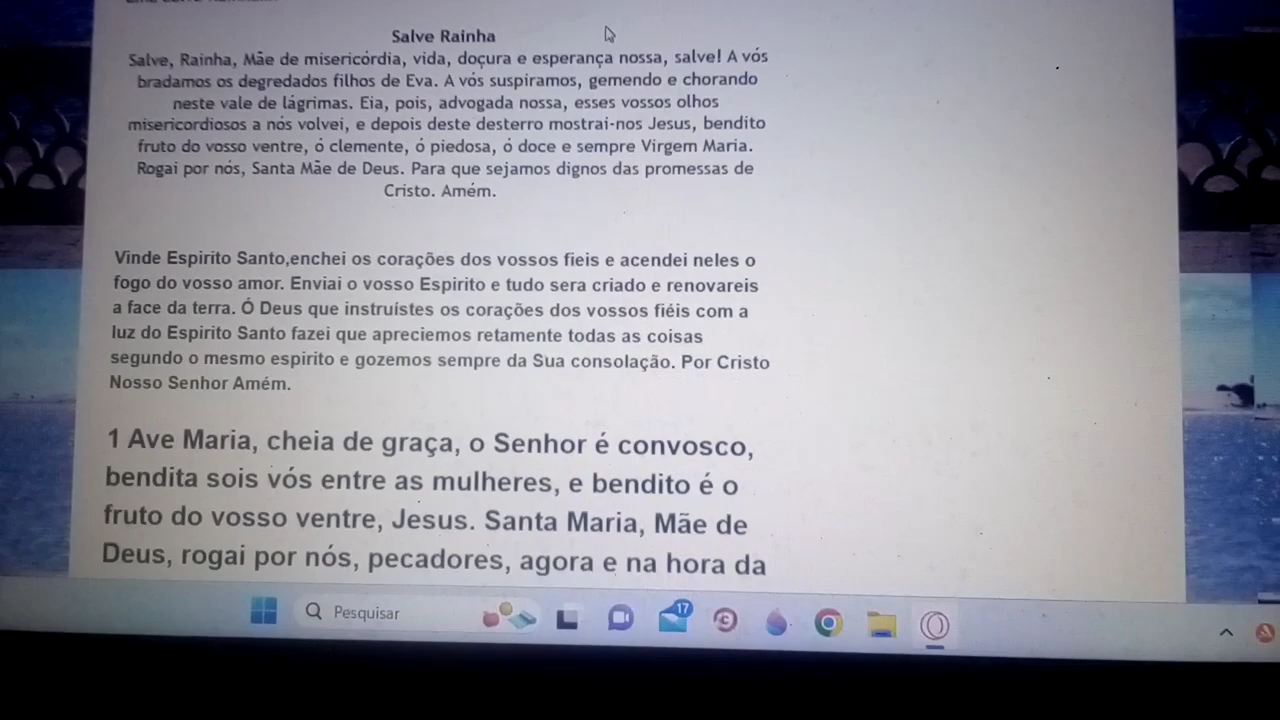 Salve Rainha
Salve, Rainha, Mãe de misericórdia, vida, doçura e esperança nossa, salve! A vós
bradamos os degredados filhos de Eva. A vós suspiramos, gemendo e chorando
neste vale de lágrimas. Eia, pois, advogada nossa, esses vossos olhos
misericordiosos a nós volvei, e depois deste desterro mostrai-nos Jesus, bendito
fruto do vosso ventre, ó clemente, ó piedosa, ó doce e sempre Virgem Maria.
Rogai por nós, Santa Mãe de Deus. Para que sejamos dignos das promessas de
Cristo. Amém.
Vinde Espirito Santo,enchei os corações dos vossos fieis e acendei neles o
fogo do vosso amor. Enviai o vosso Espirito e tudo sera criado e renovareis
a face da terra. Ó Deus que instruístes os corações dos vossos fiéis com a
luz do Espirito Santo fazei que apreciemos retamente todas as coisas
segundo o mesmo espirito e gozemos sempre da Sua consolação. Por Cristo
Nosso Senhor Amém.
1 Ave Maria, cheia de graça, o Senhor é convosco,
bendita sois vós entre as mulheres, e bendito é o
fruto do vosso ventre, Jesus. Santa Maria, Mãe de
Deus, rogai por nós, pecadores, agora e na hora da
Pesquisar
17